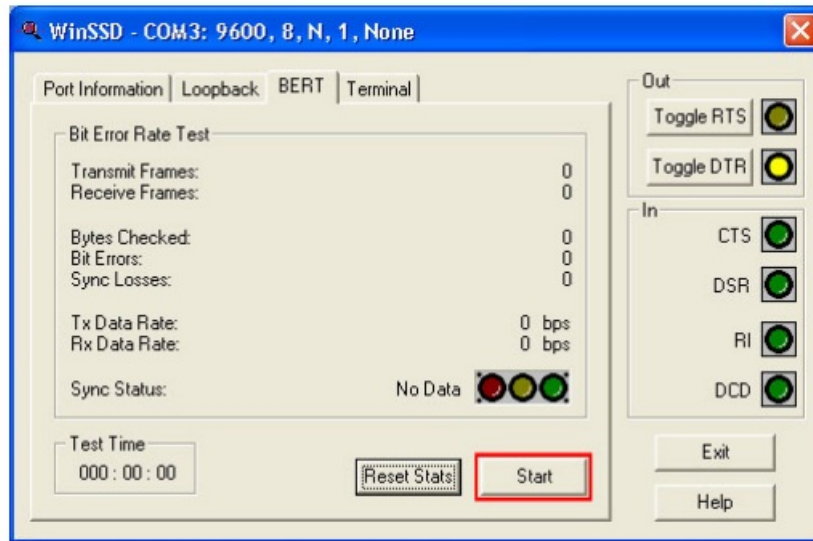 WinSSD - COM3: 9600, 8, N, 1, None
Port Information Loopback BERT Terminal
Bit Error Rate Test
Transmit Frames: 0
Receive Frames: 0
Bytes Checked: 0
Bit Errors: 0
Sync Losses: 0
Tx Data Rate: 0 bps
Rx Data Rate: 0 bps
Sync Status: No Data
Test Time
000 : 00 : 00
Reset Stats
Start
Out
Toggle RTS
Toggle DTR
In
CTS
DSR
RI
DCD
Exit
Help